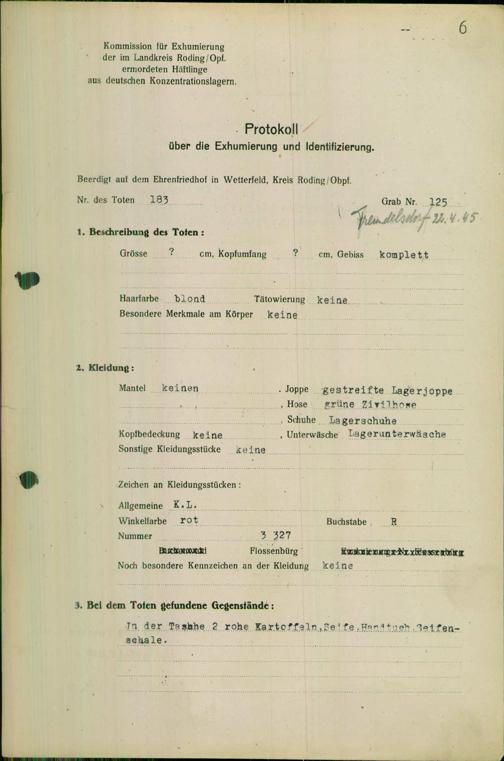 6
Kommission für Exhumierung
der im Landkreis Roding/Opf.
ermordeten Häftlinge
aus deutschen Konzentrationslagern.
Protokoll
über die Exhumierung und Identifizierung.
Beerdigt auf dem Ehrenfriedhof in Wetterfeld, Kreis Roding/Obpf.
Nr. des Toten 183 Grab Nr. 125
22.4.45
1. Beschreibung des Toten:
Grösse ? cm, Kopfumfang ? cm, Gebiss komplett
Haarfarbe blond Tätowierung keine
Besondere Merkmale am Körper keine
2. Kleidung:
Mantel keinen , Joppe gestreifte Lagerjoppe
, Hose grüne Zivilhose
, Schuhe Lagerschuhe
Kopfbedeckung keine , Unterwäsche Lagerunterwäsche
Sonstige Kleidungsstücke keine
Zeichen an Kleidungsstücken:
Allgemeine K.L.
Winkelfarbe rot Buchstabe R
Nummer 3 327
Flossenbürg
Noch besondere Kennzeichen an der Kleidung keine
3. Bei dem Toten gefundene Gegenstände:
In der Tashhe 2 rohe Kartoffeln,Seife,Handtuch,Seifen-
schale.